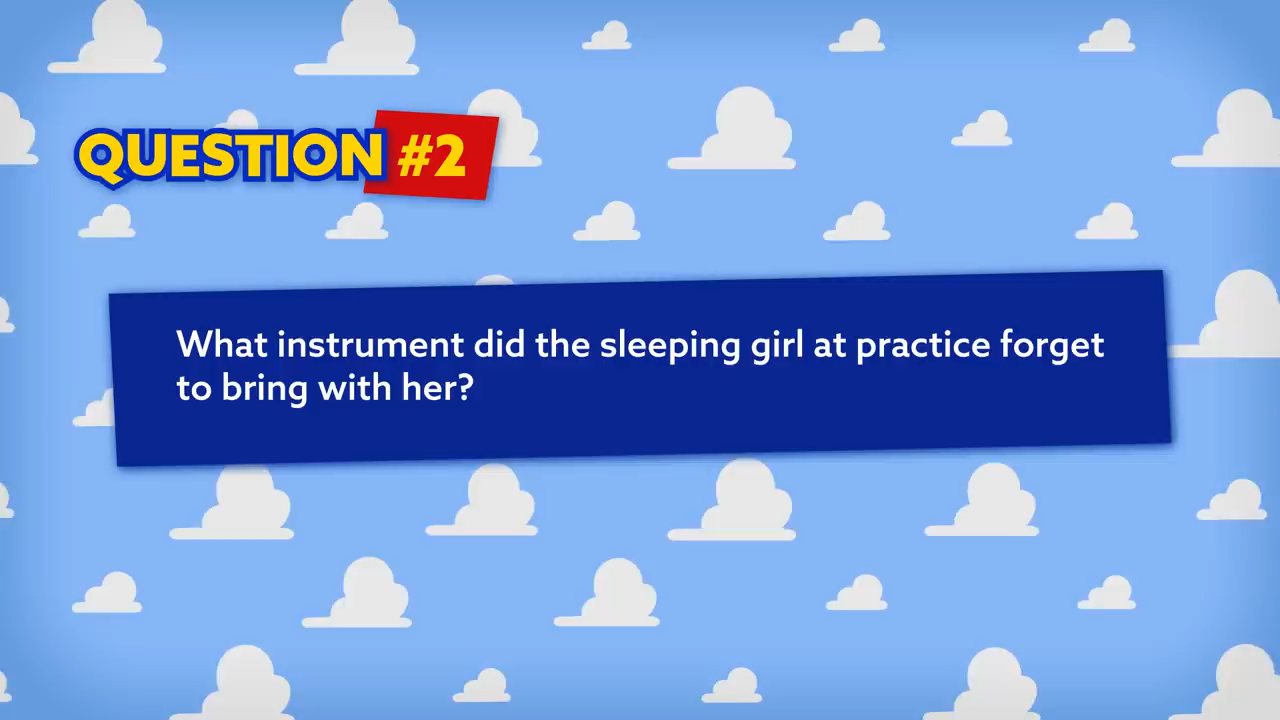 QUESTION #2
What instrument did the sleeping girl at practice forget
to bring with her?